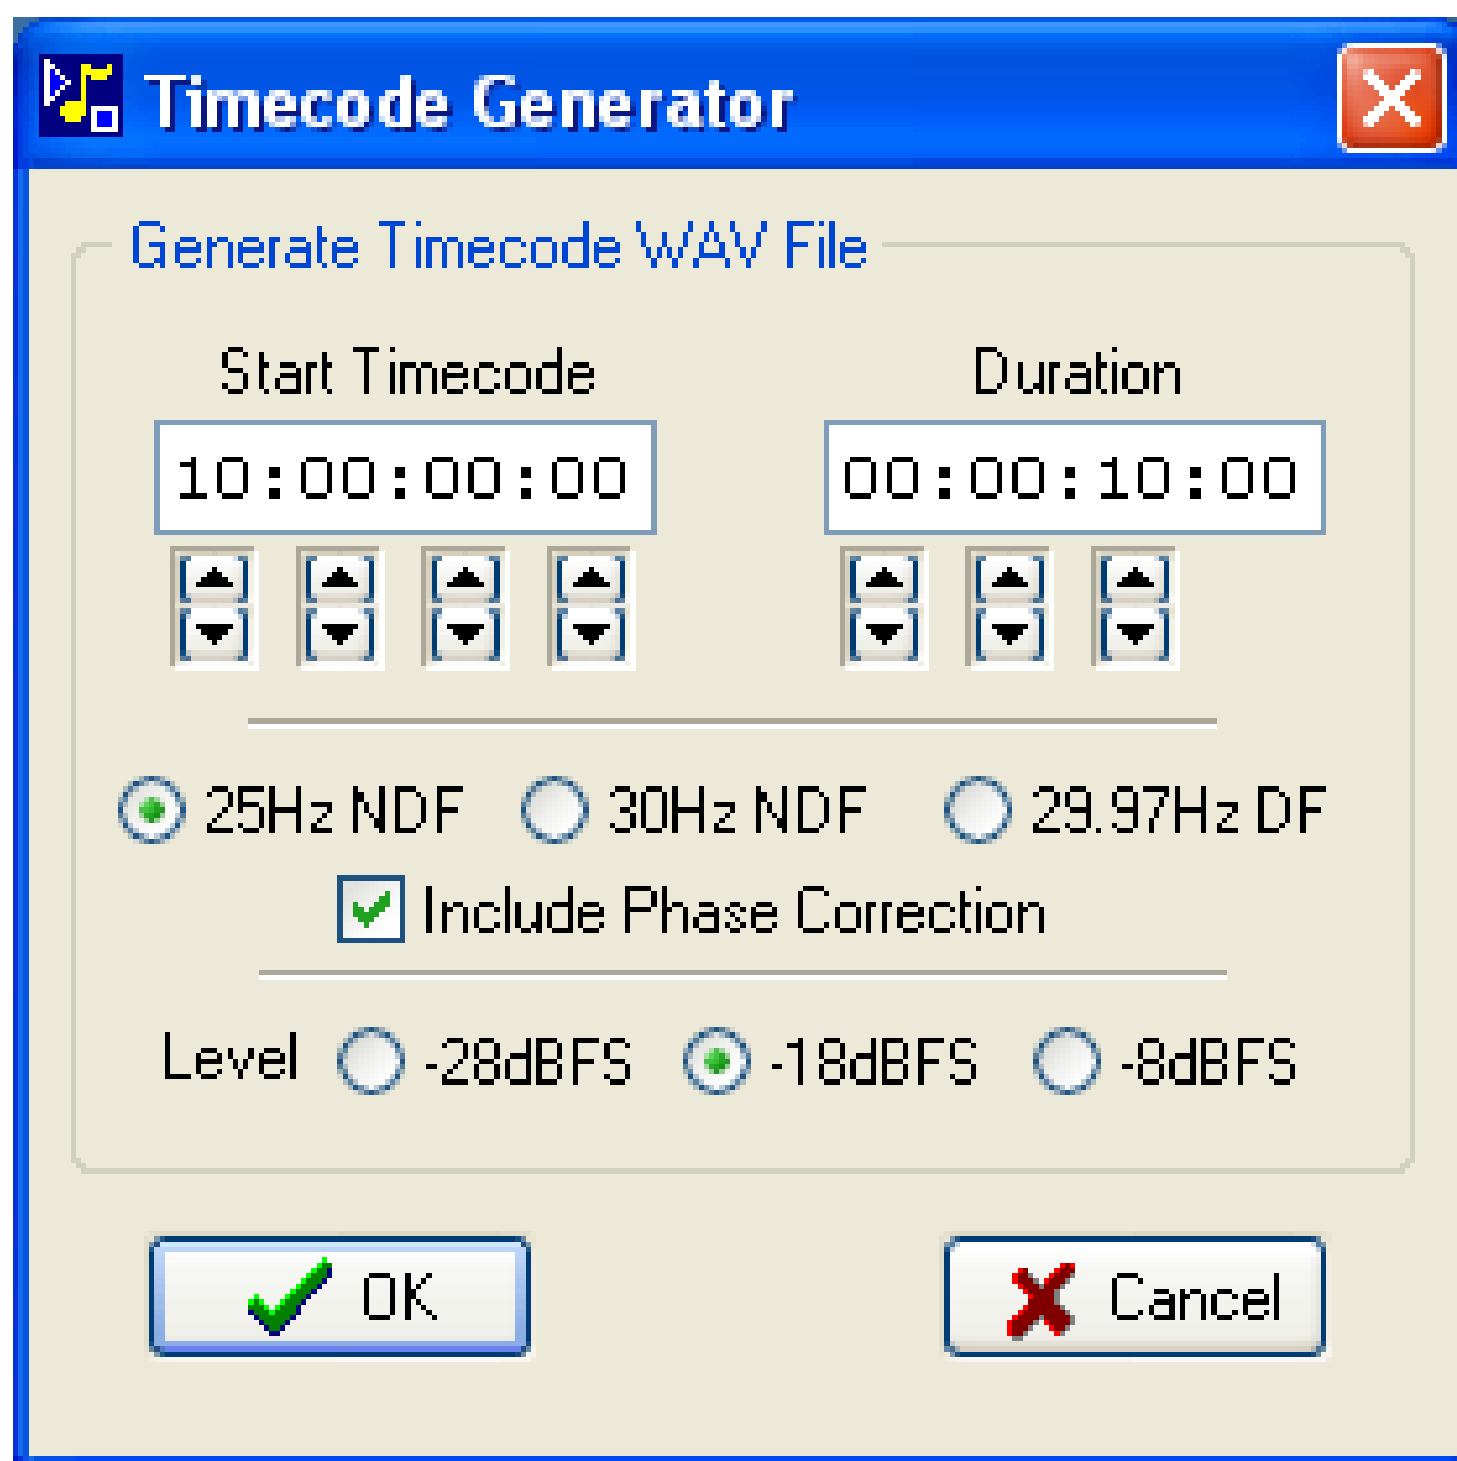 Timecode Generator
Generate Timecode WAV File
Start Timecode Duration
10:00:00:00 00:00:10:00
25Hz NDF 30Hz NDF 29.97Hz DF
Include Phase Correction
Level -28dBFS -18dBFS -8dBFS
OK Cancel